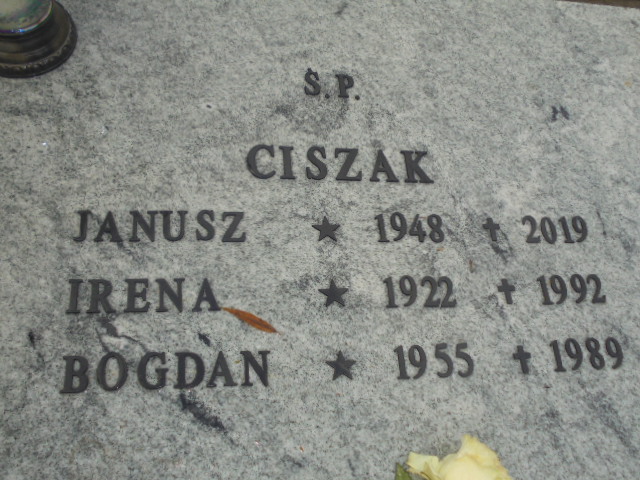 Ś.P.
CISZAK
JANUSZ ★ 1948 ✝ 2019
IRENA ★ 1922 ✝ 1992
BOGDAN ★ 1955 ✝ 1989